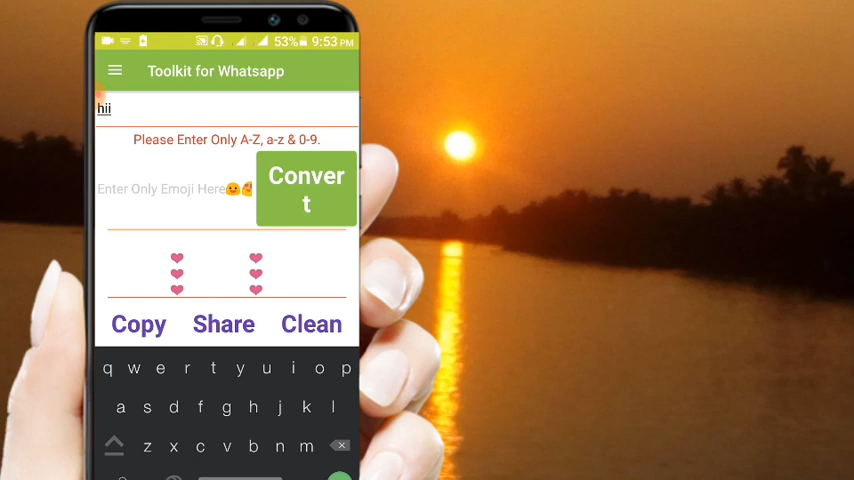 53% 9:53 PM
Toolkit for Whatsapp
hii
Please Enter Only A-Z, a-z & 0-9.
Enter Only Emoji Here😛🥰
Conver
t
❤ ❤
❤ ❤
❤ ❤
Copy Share Clean
q w e r t y u i o p
a s d f g h j k l
z x c v b n m